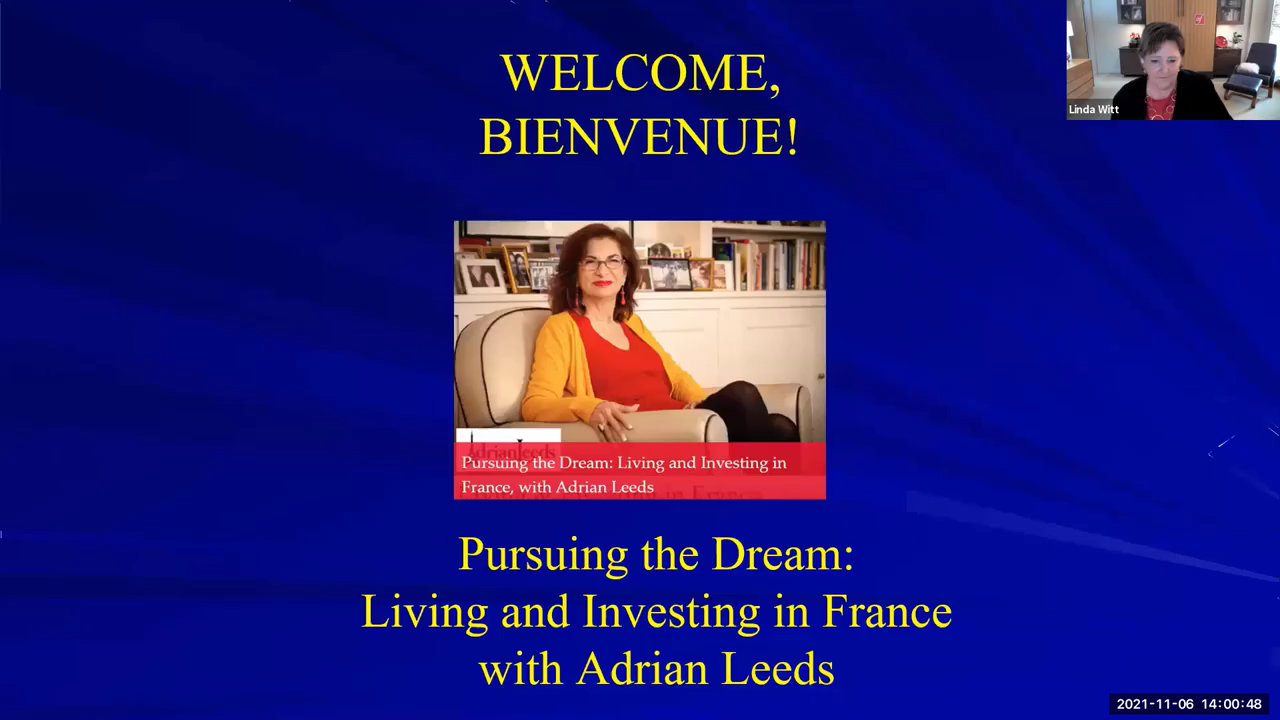 WELCOME,
BIENVENUE!
Linda Witt
Pursuing the Dream: Living and Investing in
France, with Adrian Leeds
Pursuing the Dream:
Living and Investing in France
with Adrian Leeds
2021-11-06 14:00:48